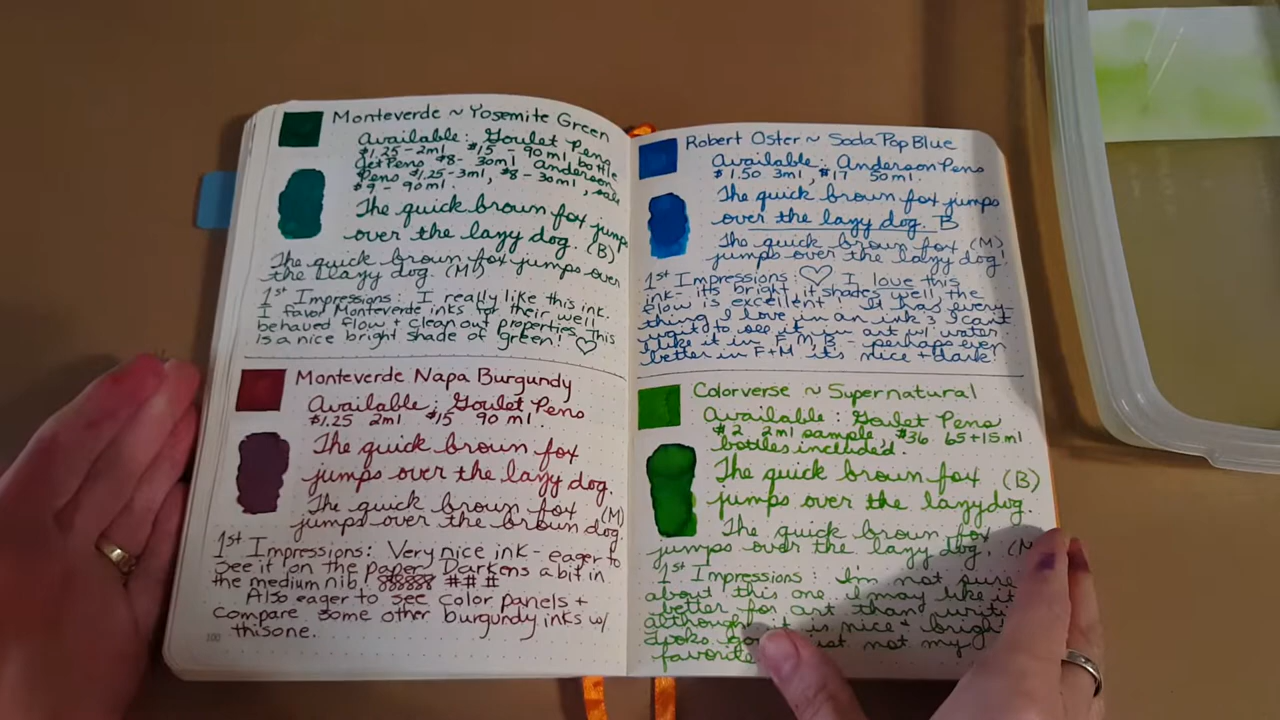 Monteverde ~ Yosemite Green
Available: Goulet Pens
$1.25 - 2ml $15 - 90 ml bottle
Jet Pens $8 - 30ml Anderson
Pens $1.25 - 3ml, $8 - 30ml,
$9 - 90ml.
The quick brown fox jumps
over the lazy dog. (B)
The quick brown fox jumps over
the lazy dog. (M)
1st Impressions: I really like this ink.
I favor Monteverde inks for their well
behaved flow + clean out properties. This
is a nice bright shade of green! ♡
Monteverde Napa Burgundy
Available: Goulet Pens
$1.25 2ml $15 90 ml.
The quick brown fox
jumps over the lazy dog.
The quick brown fox (M)
jumps over the brown dog.
1st Impressions: Very nice ink - eager to
see it on the paper. Darkens a bit in
the medium nib! ###
Also eager to see color panels +
compare some other burgundy inks w/
this one.
100
Robert Oster ~ Soda Pop Blue
Available: Anderson Pens
$1.50 3ml, $17 50ml.
The quick brown fox jumps
over the lazy dog. B
The quick brown fox (M)
jumps over the lazy dog!
1st Impressions: ♡ I love this
ink - its bright it shades well the
flow is excellent! It has every
thing I love in an ink & I can't
wait to see it in art w/ water.
I like it in F, M, B - perhaps even
better in F+M it's nice + dark!
Colorverse ~ Supernatural
Available: Goulet Pens
$2 2ml sample, $36 65+15ml
bottles included.
The quick brown fox (B)
jumps over the lazy dog.
The quick brown fox
jumps over the lazy dog.
1st Impressions: I'm not sure
about this one I may like it
better for art than
although it is nice +
looks just not my
favorite